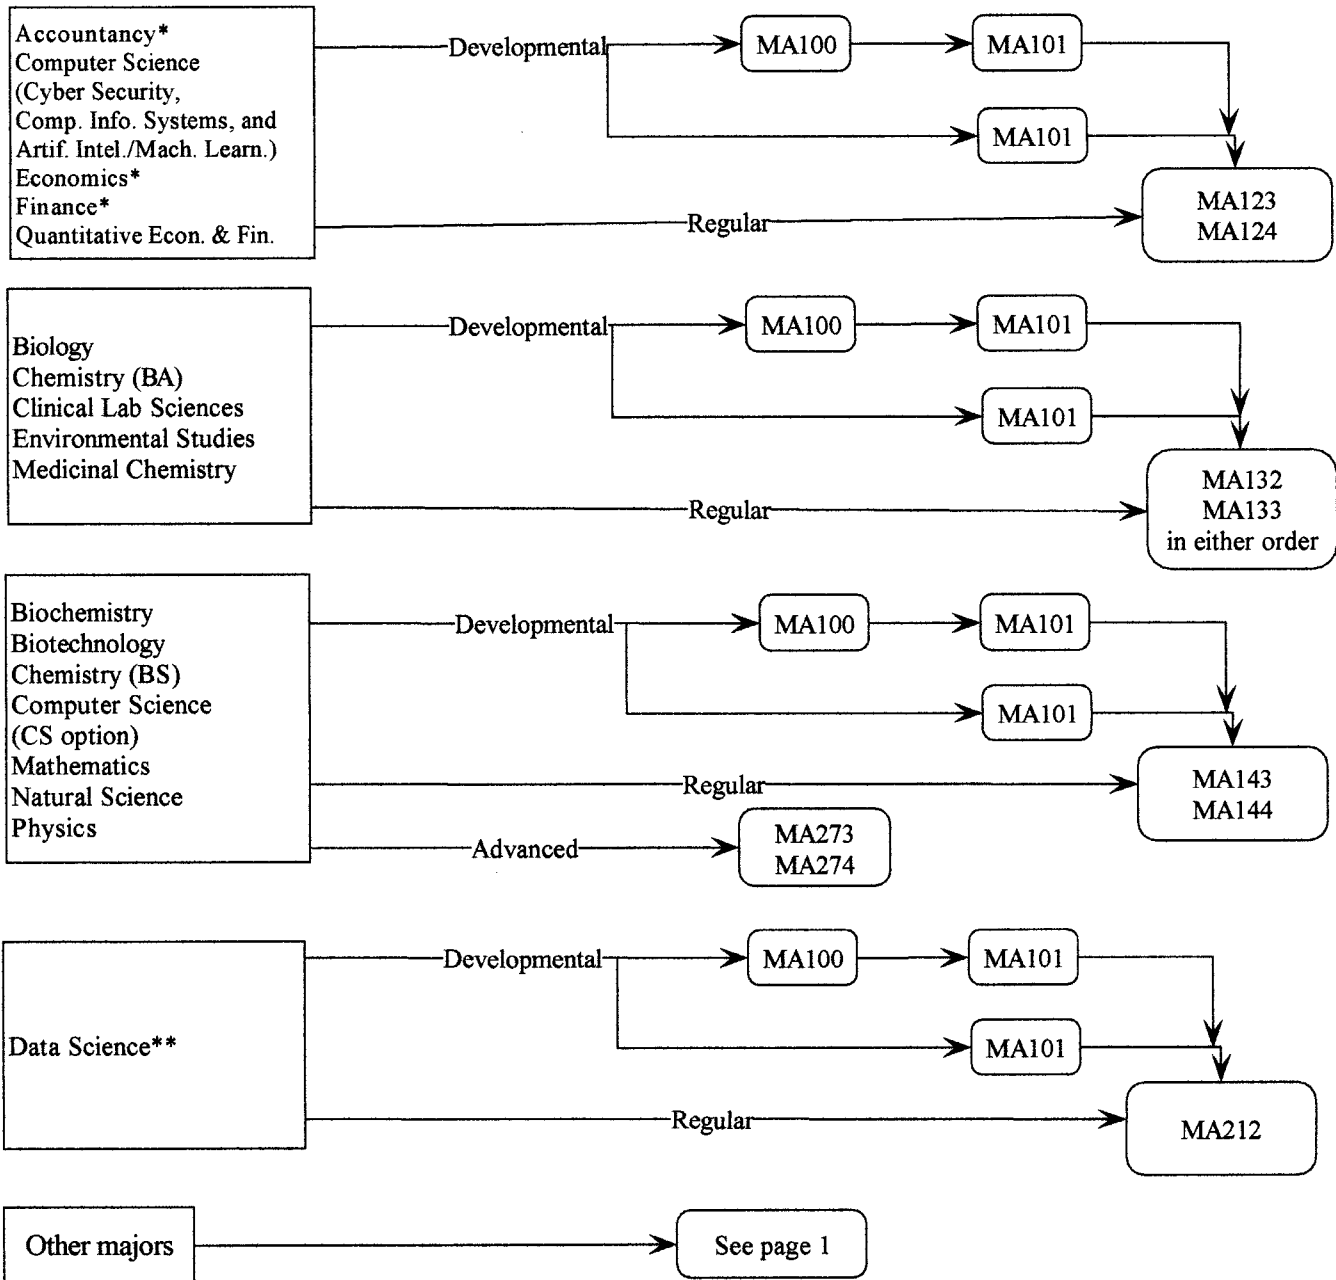 Accountancy*
Computer Science
(Cyber Security,
Comp. Info. Systems, and
Artif. Intel./Mach. Learn.)
Economics*
Finance*
Quantitative Econ. & Fin.
Developmental
MA100
MA101
MA101
Regular
MA123
MA124
Biology
Chemistry (BA)
Clinical Lab Sciences
Environmental Studies
Medicinal Chemistry
Developmental
MA100
MA101
MA101
Regular
MA132
MA133
in either order
Biochemistry
Biotechnology
Chemistry (BS)
Computer Science
(CS option)
Mathematics
Natural Science
Physics
Developmental
MA100
MA101
MA101
Regular
MA143
MA144
Advanced
MA273
MA274
Data Science**
Developmental
MA100
MA101
MA101
Regular
MA212
Other majors
See page 1